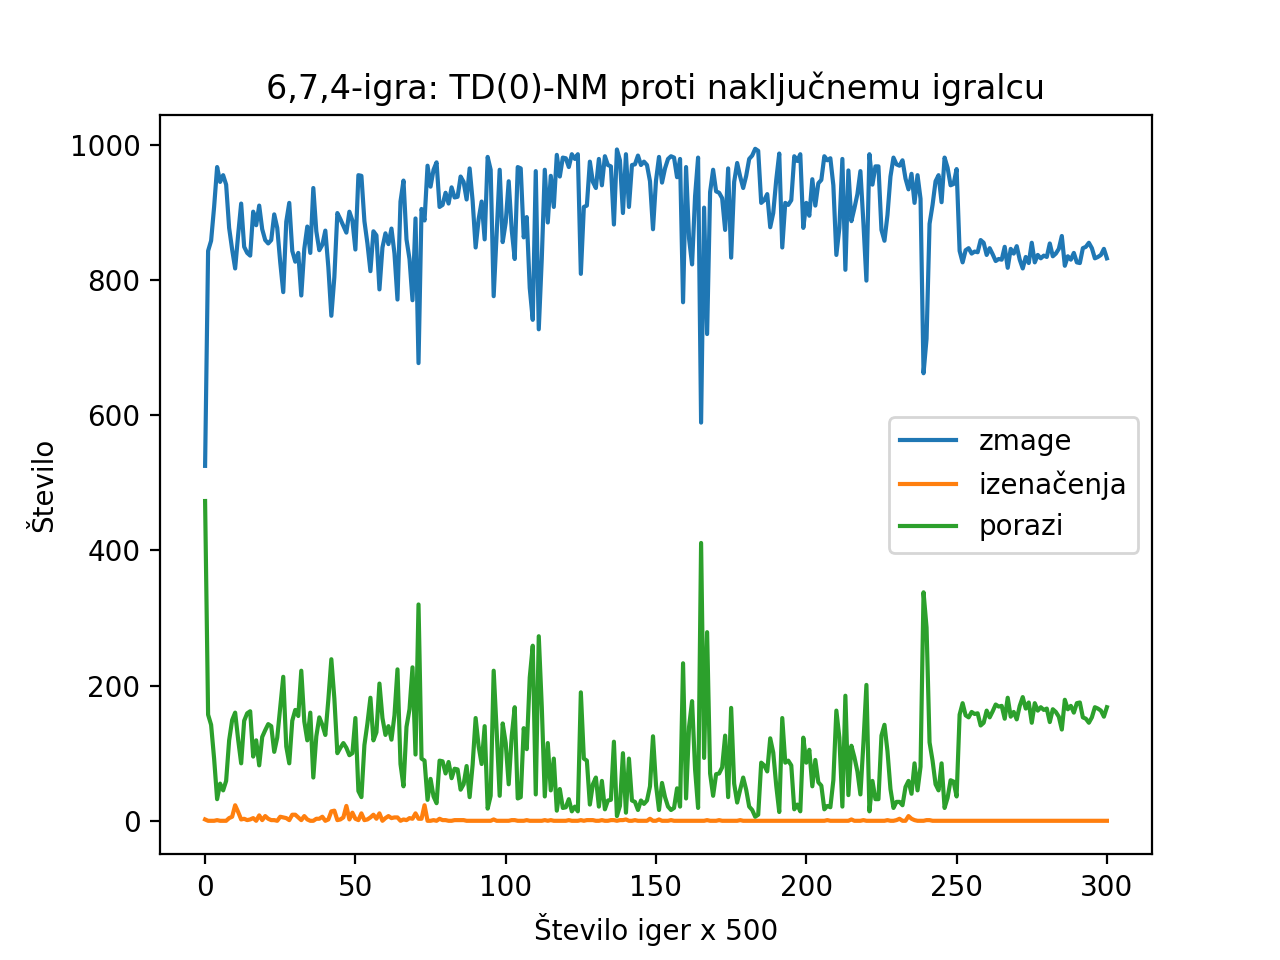 6,7,4-igra: TD(0)-NM proti naključnemu igralcu
1000
800
600
400
200
0
Število
zmage
izenačenja
porazi
0 50 100 150 200 250 300
Število iger x 500